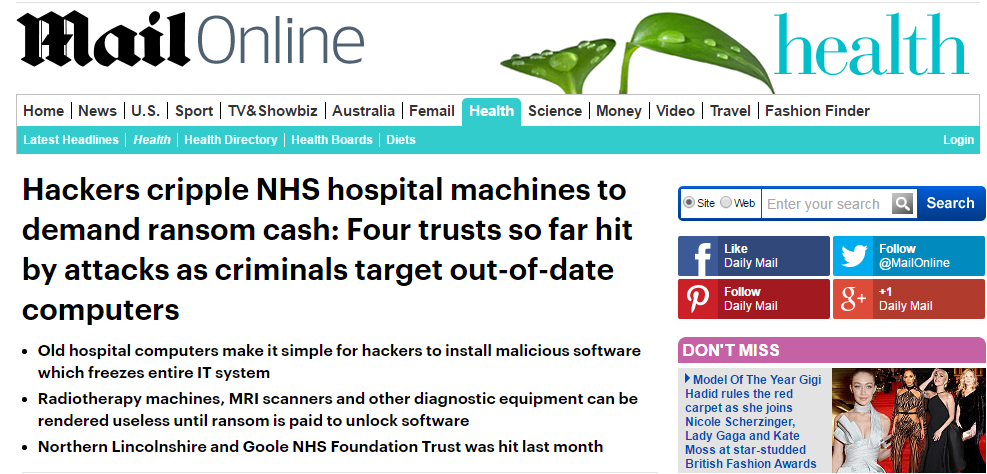 Mail Online
health
Home | News | U.S. | Sport | TV&Showbiz | Australia | Femail | Health | Science | Money | Video | Travel | Fashion Finder
Latest Headlines | Health | Health Directory | Health Boards | Diets
Login
Hackers cripple NHS hospital machines to
demand ransom cash: Four trusts so far hit
by attacks as criminals target out-of-date
computers
• Old hospital computers make it simple for hackers to install malicious software
which freezes entire IT system
• Radiotherapy machines, MRI scanners and other diagnostic equipment can be
rendered useless until ransom is paid to unlock software
• Northern Lincolnshire and Goole NHS Foundation Trust was hit last month
Site Web Enter your search Search
f Like
Daily Mail
Follow
@MailOnline
Follow
Daily Mail
g+ +1
Daily Mail
DON'T MISS
Model Of The Year Gigi
Hadid rules the red
carpet as she joins
Nicole Scherzinger,
Lady Gaga and Kate
Moss at star-studded
British Fashion Awards